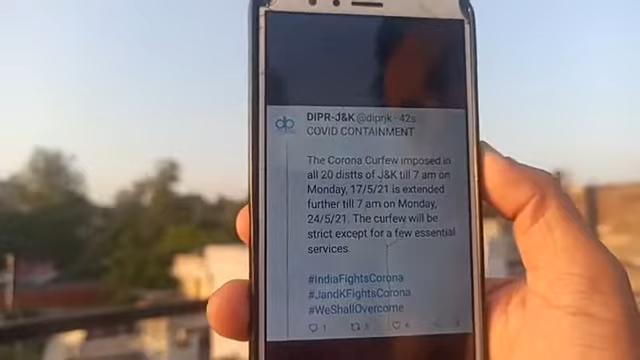 DIPR-J&K @diprjk · 42s
COVID CONTAINMENT
The Corona Curfew imposed in
all 20 distts of J&K till 7 am on
Monday, 17/5/21 is extended
further till 7 am on Monday,
24/5/21. The curfew will be
strict except for a few essential
services.
#IndiaFightsCorona
#JandKFightsCorona
#WeShallOvercome